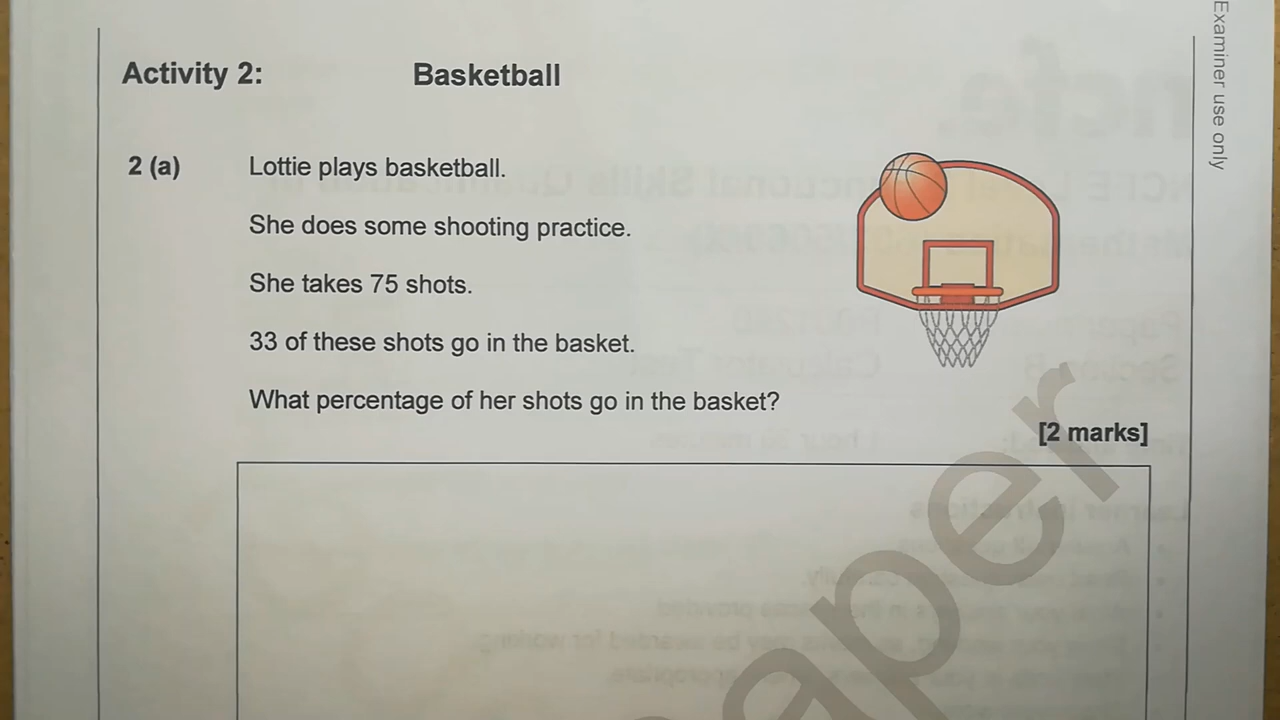 Examiner use only
Activity 2: Basketball
2 (a) Lottie plays basketball.
She does some shooting practice.
She takes 75 shots.
33 of these shots go in the basket.
What percentage of her shots go in the basket?
[2 marks]
aper